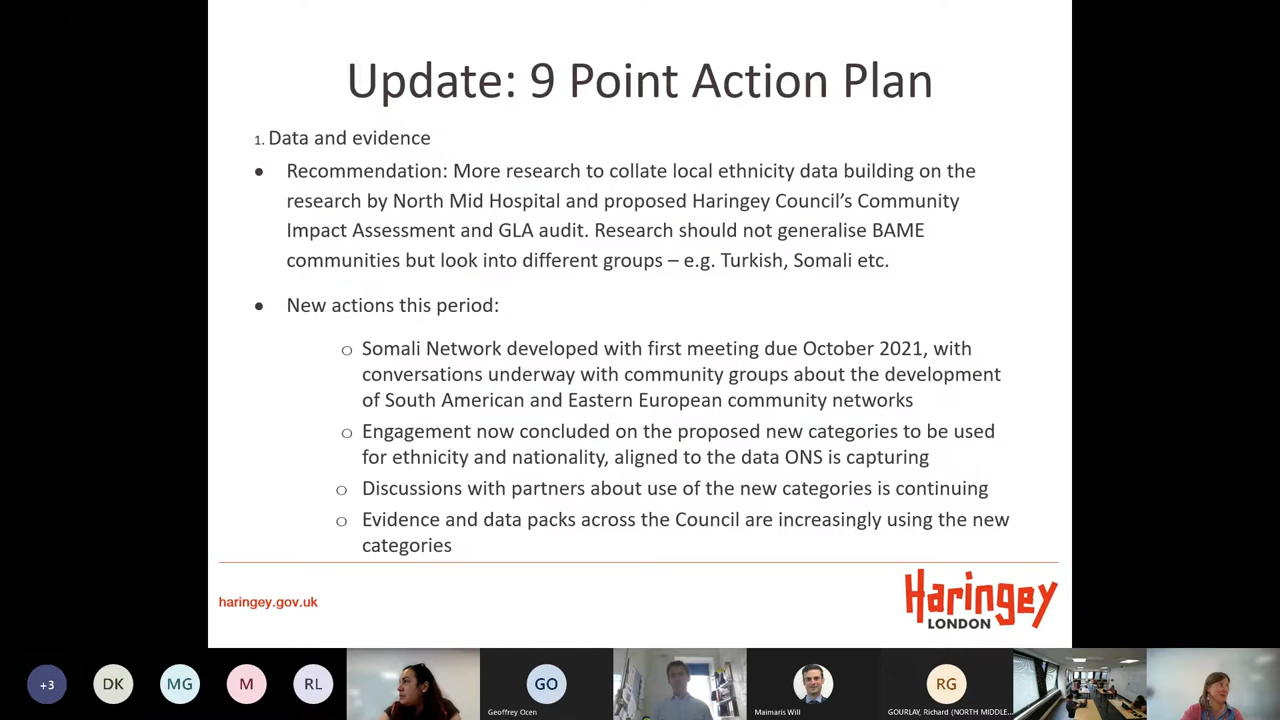 Update: 9 Point Action Plan
1. Data and evidence
• Recommendation: More research to collate local ethnicity data building on the
research by North Mid Hospital and proposed Haringey Council’s Community
Impact Assessment and GLA audit. Research should not generalise BAME
communities but look into different groups – e.g. Turkish, Somali etc.
• New actions this period:
○ Somali Network developed with first meeting due October 2021, with
conversations underway with community groups about the development
of South American and Eastern European community networks
○ Engagement now concluded on the proposed new categories to be used
for ethnicity and nationality, aligned to the data ONS is capturing
○ Discussions with partners about use of the new categories is continuing
○ Evidence and data packs across the Council are increasingly using the new
categories
haringey.gov.uk
Haringey
LONDON
+3
DK
MG
M
RL
GO
RG
Geoffrey Ocen
Maimaris Will
GOURLAY, Richard (NORTH MIDDLE...